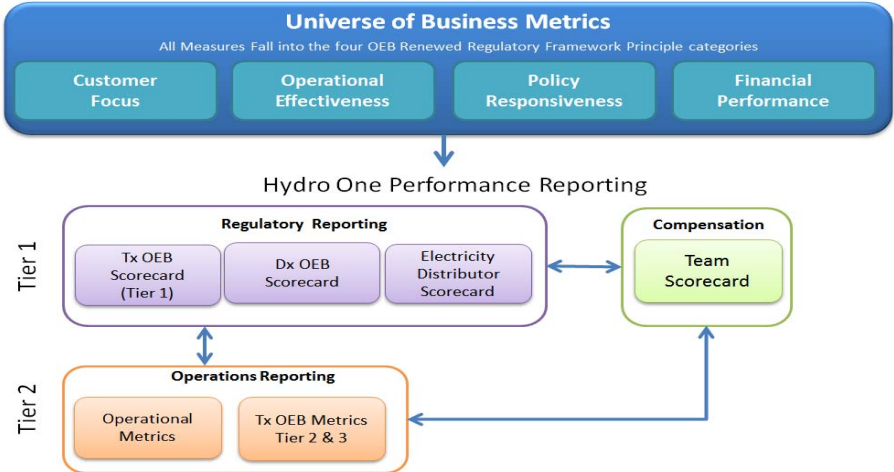 Universe of Business Metrics
All Measures Fall into the four OEB Renewed Regulatory Framework Principle categories
Customer
Focus
Operational
Effectiveness
Policy
Responsiveness
Financial
Performance
Hydro One Performance Reporting
Tier 1
Regulatory Reporting
Tx OEB
Scorecard
(Tier 1)
Dx OEB
Scorecard
Electricity
Distributor
Scorecard
Compensation
Team
Scorecard
Tier 2
Operations Reporting
Operational
Metrics
Tx OEB Metrics
Tier 2 & 3